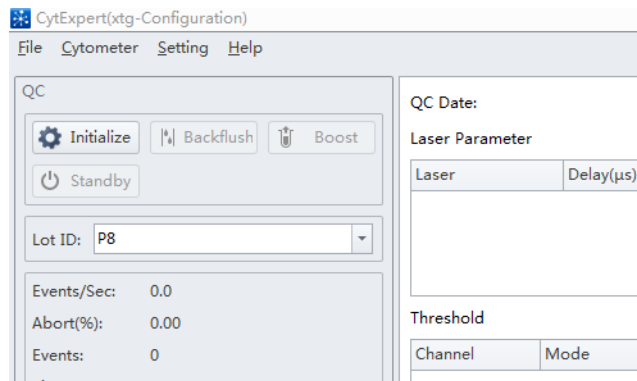 CytExpert(xtg-Configuration)
File Cytometer Setting Help
QC
Initialize Backflush Boost
Standby
Lot ID: P8
Events/Sec: 0.0
Abort(%): 0.00
Events: 0
QC Date:
Laser Parameter
Laser Delay(µs)
Threshold
Channel Mode